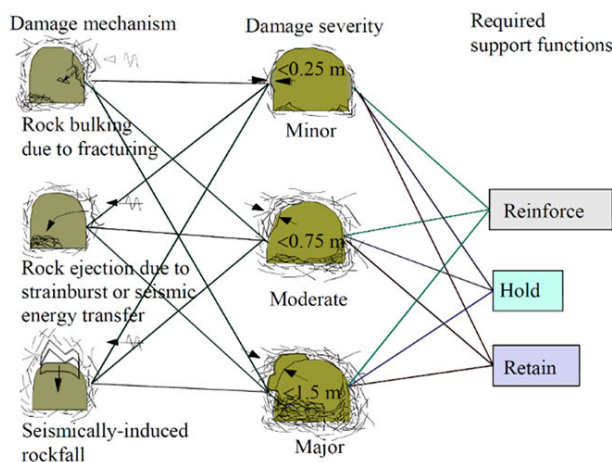 Damage mechanism
Damage severity
Required
support functions
<0.25 m
Minor
Rock bulking
due to fracturing
<0.75 m
Moderate
Rock ejection due to
strainburst or seismic
energy transfer
<1.5 m
Major
Seismically-induced
rockfall
Reinforce
Hold
Retain